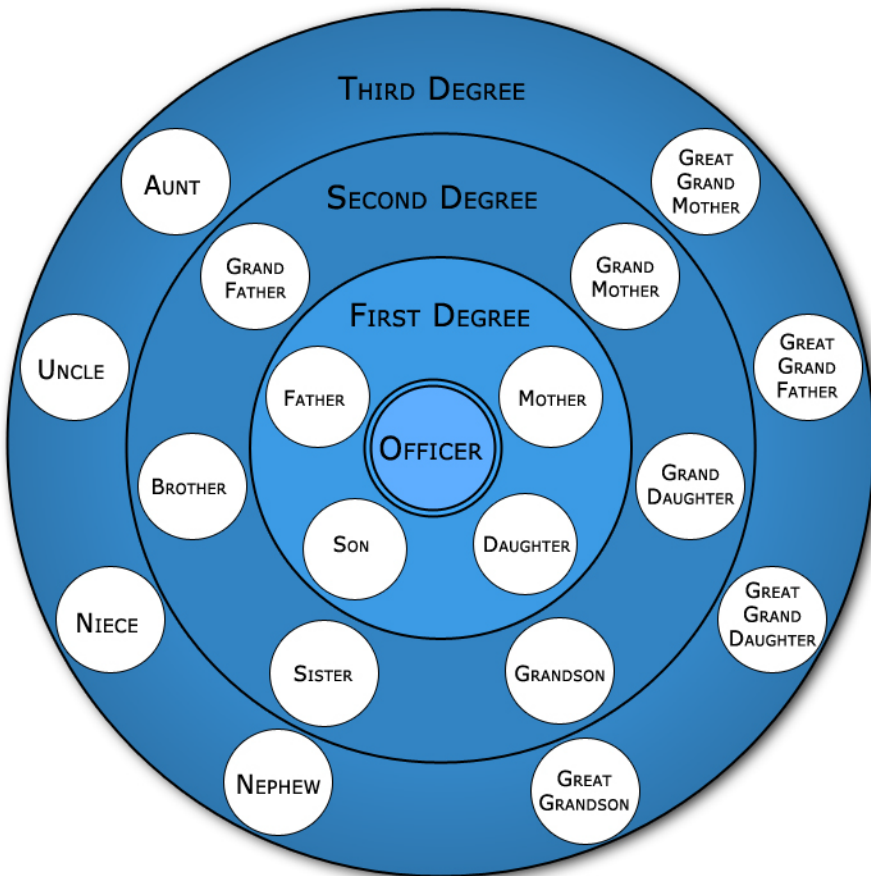 Third Degree
Aunt
Great
Grand
Mother
Second Degree
Grand
Father
Grand
Mother
First Degree
Uncle
Great
Grand
Father
Father
Mother
Officer
Brother
Grand
Daughter
Son
Daughter
Niece
Great
Grand
Daughter
Sister
Grandson
Nephew
Great
Grandson